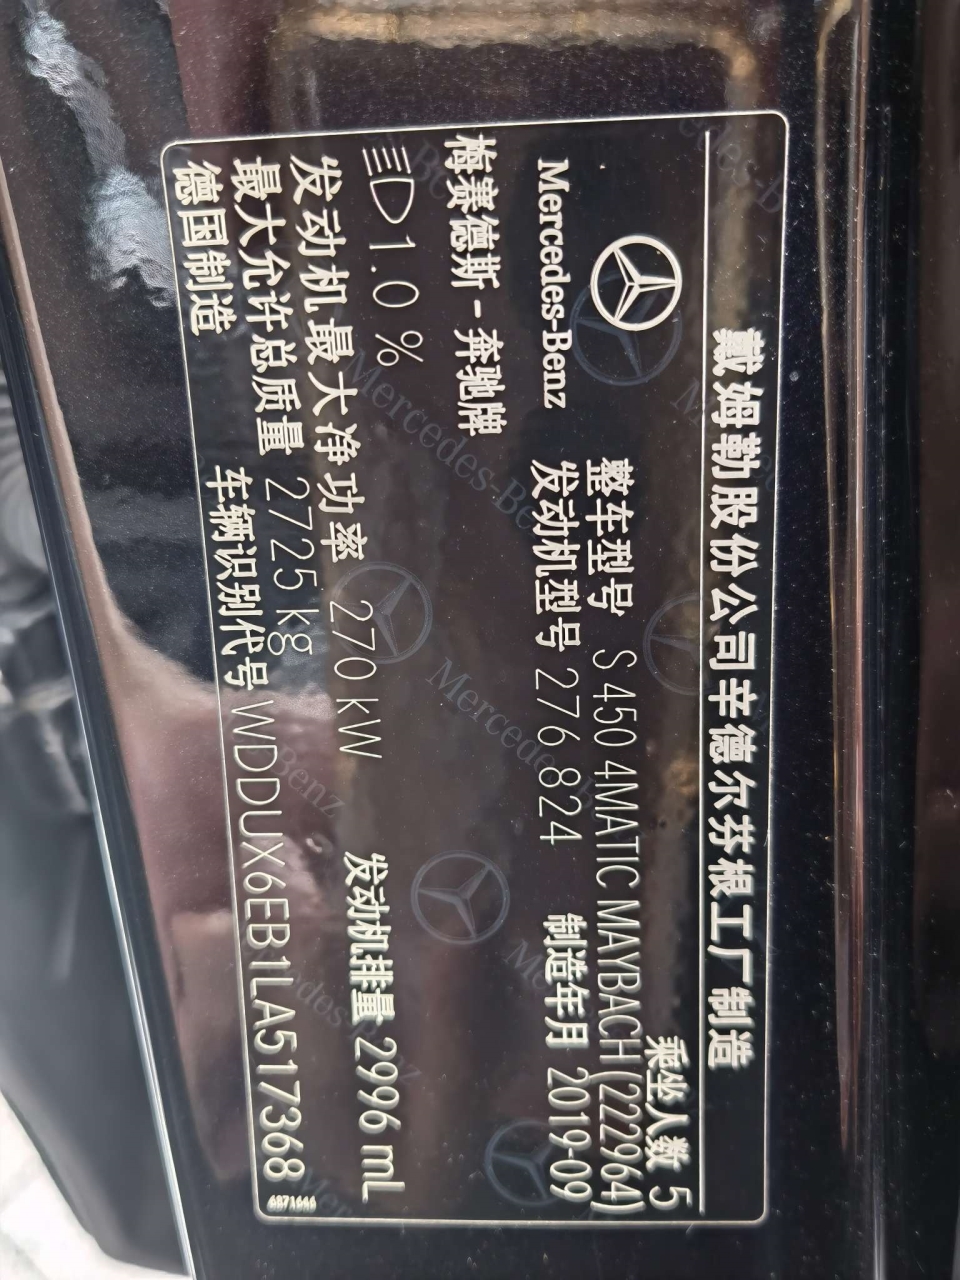 戴姆勒股份公司辛德尔芬根工厂制造
乘坐人数 5
整车型号 S 450 4MATIC MAYBACH (222964)
Mercedes-Benz
发动机型号 276 824 制造年月 2019-09
梅赛德斯-奔驰牌
1.0 %
发动机最大净功率 270 kW 发动机排量 2996 mL
最大允许总质量 2725 kg
德国制造 车辆识别代号 WDDUX6EB1LA517368